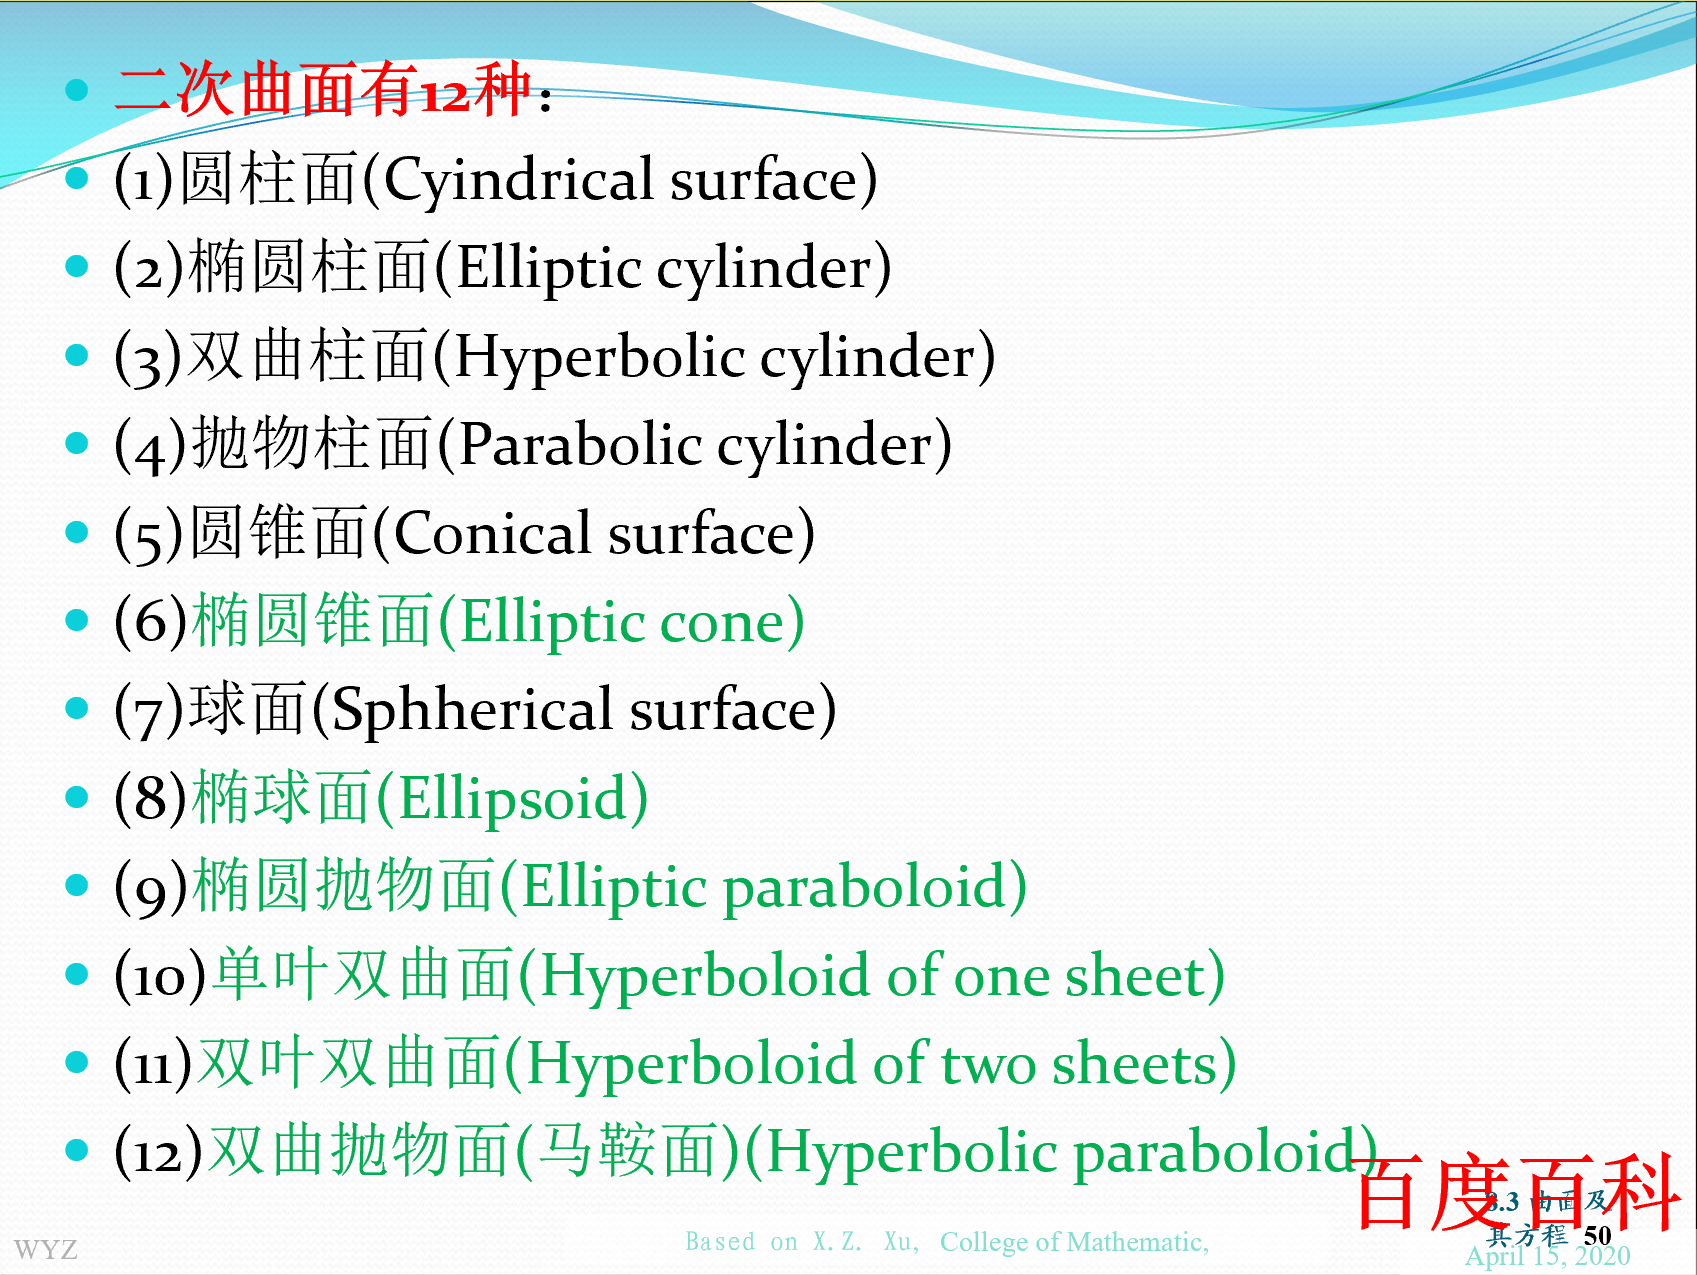 二次曲面有12种：
(1)圆柱面(Cyindrical surface)
(2)椭圆柱面(Elliptic cylinder)
(3)双曲柱面(Hyperbolic cylinder)
(4)抛物柱面(Parabolic cylinder)
(5)圆锥面(Conical surface)
(6)椭圆锥面(Elliptic cone)
(7)球面(Sphherical surface)
(8)椭球面(Ellipsoid)
(9)椭圆抛物面(Elliptic paraboloid)
(10)单叶双曲面(Hyperboloid of one sheet)
(11)双叶双曲面(Hyperboloid of two sheets)
(12)双曲抛物面(马鞍面)(Hyperbolic paraboloid)
百度百科
8.3 曲面及
其方程 50
WYZ
Based on X.Z. Xu, College of Mathematic,
April 15, 2020